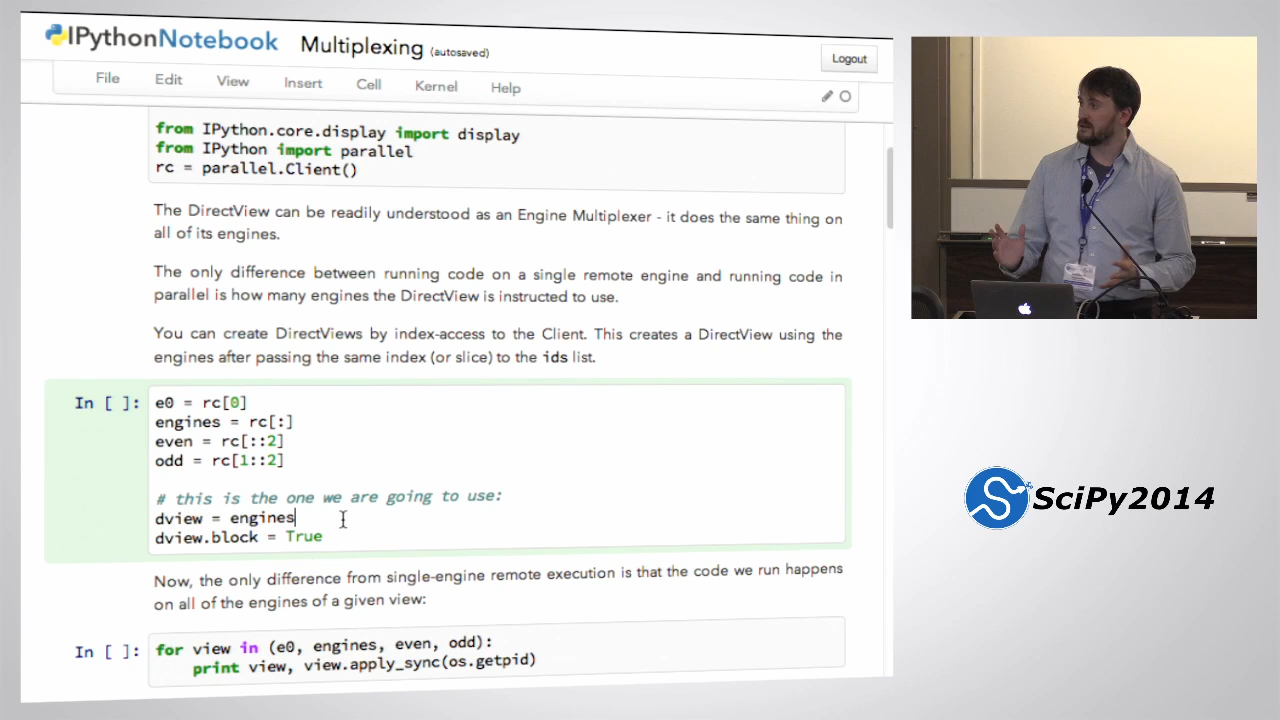 IPythonNotebook Multiplexing (autosaved)
Logout
File Edit View Insert Cell Kernel Help
from IPython.core.display import display
from IPython import parallel
rc = parallel.Client()
The DirectView can be readily understood as an Engine Multiplexer - it does the same thing on
all of its engines.
The only difference between running code on a single remote engine and running code in
parallel is how many engines the DirectView is instructed to use.
You can create DirectViews by index-access to the Client. This creates a DirectView using the
engines after passing the same index (or slice) to the ids list.
In [ ]:
e0 = rc[0]
engines = rc[:]
even = rc[::2]
odd = rc[1::2]
# this is the one we are going to use:
dview = engines
dview.block = True
Now, the only difference from single-engine remote execution is that the code we run happens
on all of the engines of a given view:
In [ ]:
for view in (e0, engines, even, odd):
print view, view.apply_sync(os.getpid)
SciPy2014